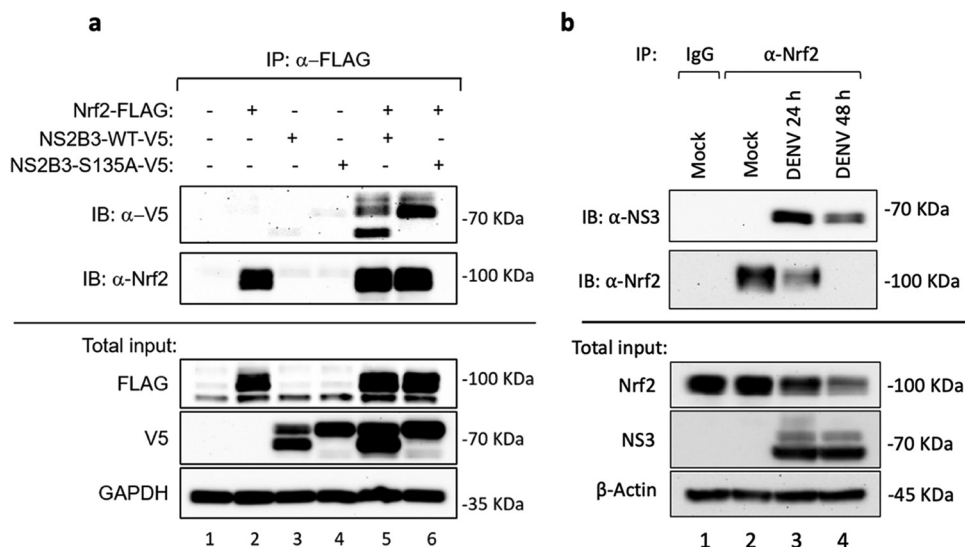 a
IP: α–FLAG
Nrf2-FLAG: - + - - + +
NS2B3-WT-V5: - - + - + -
NS2B3-S135A-V5: - - - + - +
IB: α–V5
-70 KDa
IB: α-Nrf2
-100 KDa
Total input:
FLAG
-100 KDa
V5
-70 KDa
GAPDH
-35 KDa
1 2 3 4 5 6
b
IP: IgG α-Nrf2
Mock Mock DENV 24 h DENV 48 h
IB: α-NS3
-70 KDa
IB: α-Nrf2
-100 KDa
Total input:
Nrf2
-100 KDa
NS3
-70 KDa
β-Actin
-45 KDa
1 2 3 4